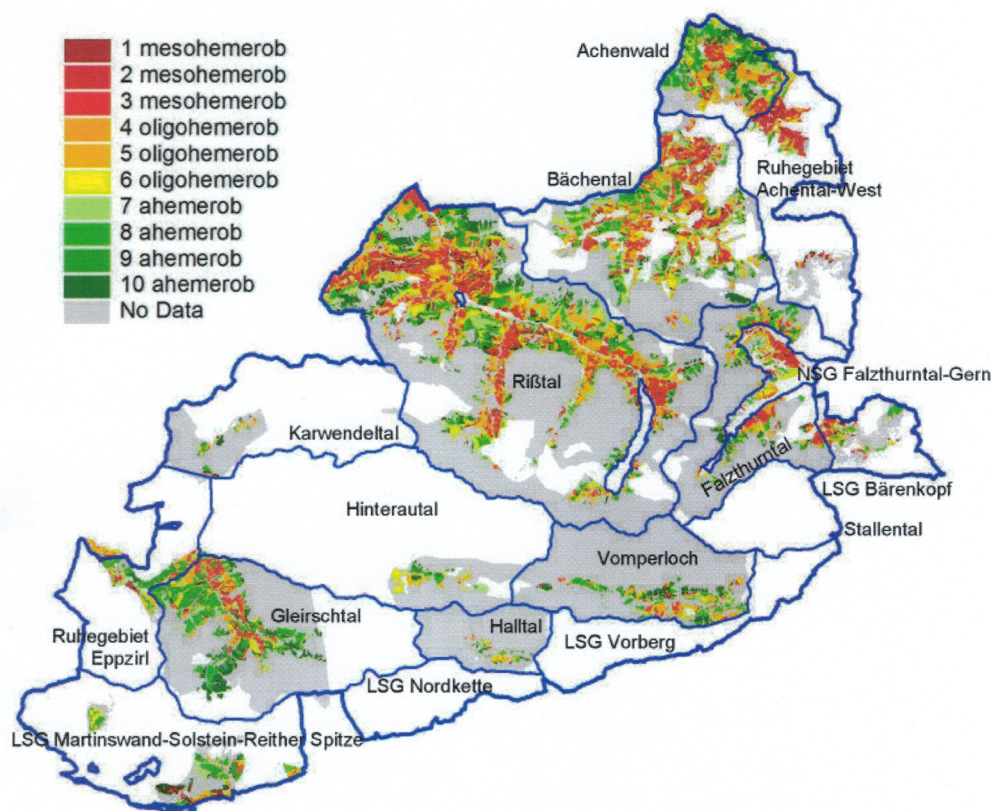 1 mesohemerob
2 mesohemerob
3 mesohemerob
4 oligohemerob
5 oligohemerob
6 oligohemerob
7 ahemerob
8 ahemerob
9 ahemerob
10 ahemerob
No Data
Achenwald
Ruhegebiet
Achental-West
Bächental
Rißtal
NSG Falzthurntal-Gern
Karwendeltal
Falzthurntal
LSG Bärenkopf
Hinterautal
Stallental
Vomperloch
Gleirschtal
Halltal
Ruhegebiet
Eppzirl
LSG Vorberg
LSG Nordkette
LSG Martinswand-Solstein-Reither Spitze